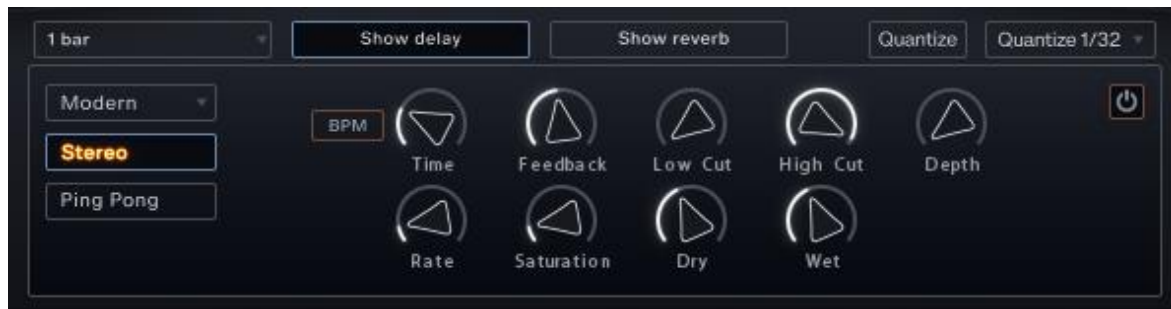 1 bar
Show delay
Show reverb
Quantize
Quantize 1/32
Modern
Stereo
Ping Pong
BPM
Time
Feedback
Low Cut
High Cut
Depth
Rate
Saturation
Dry
Wet